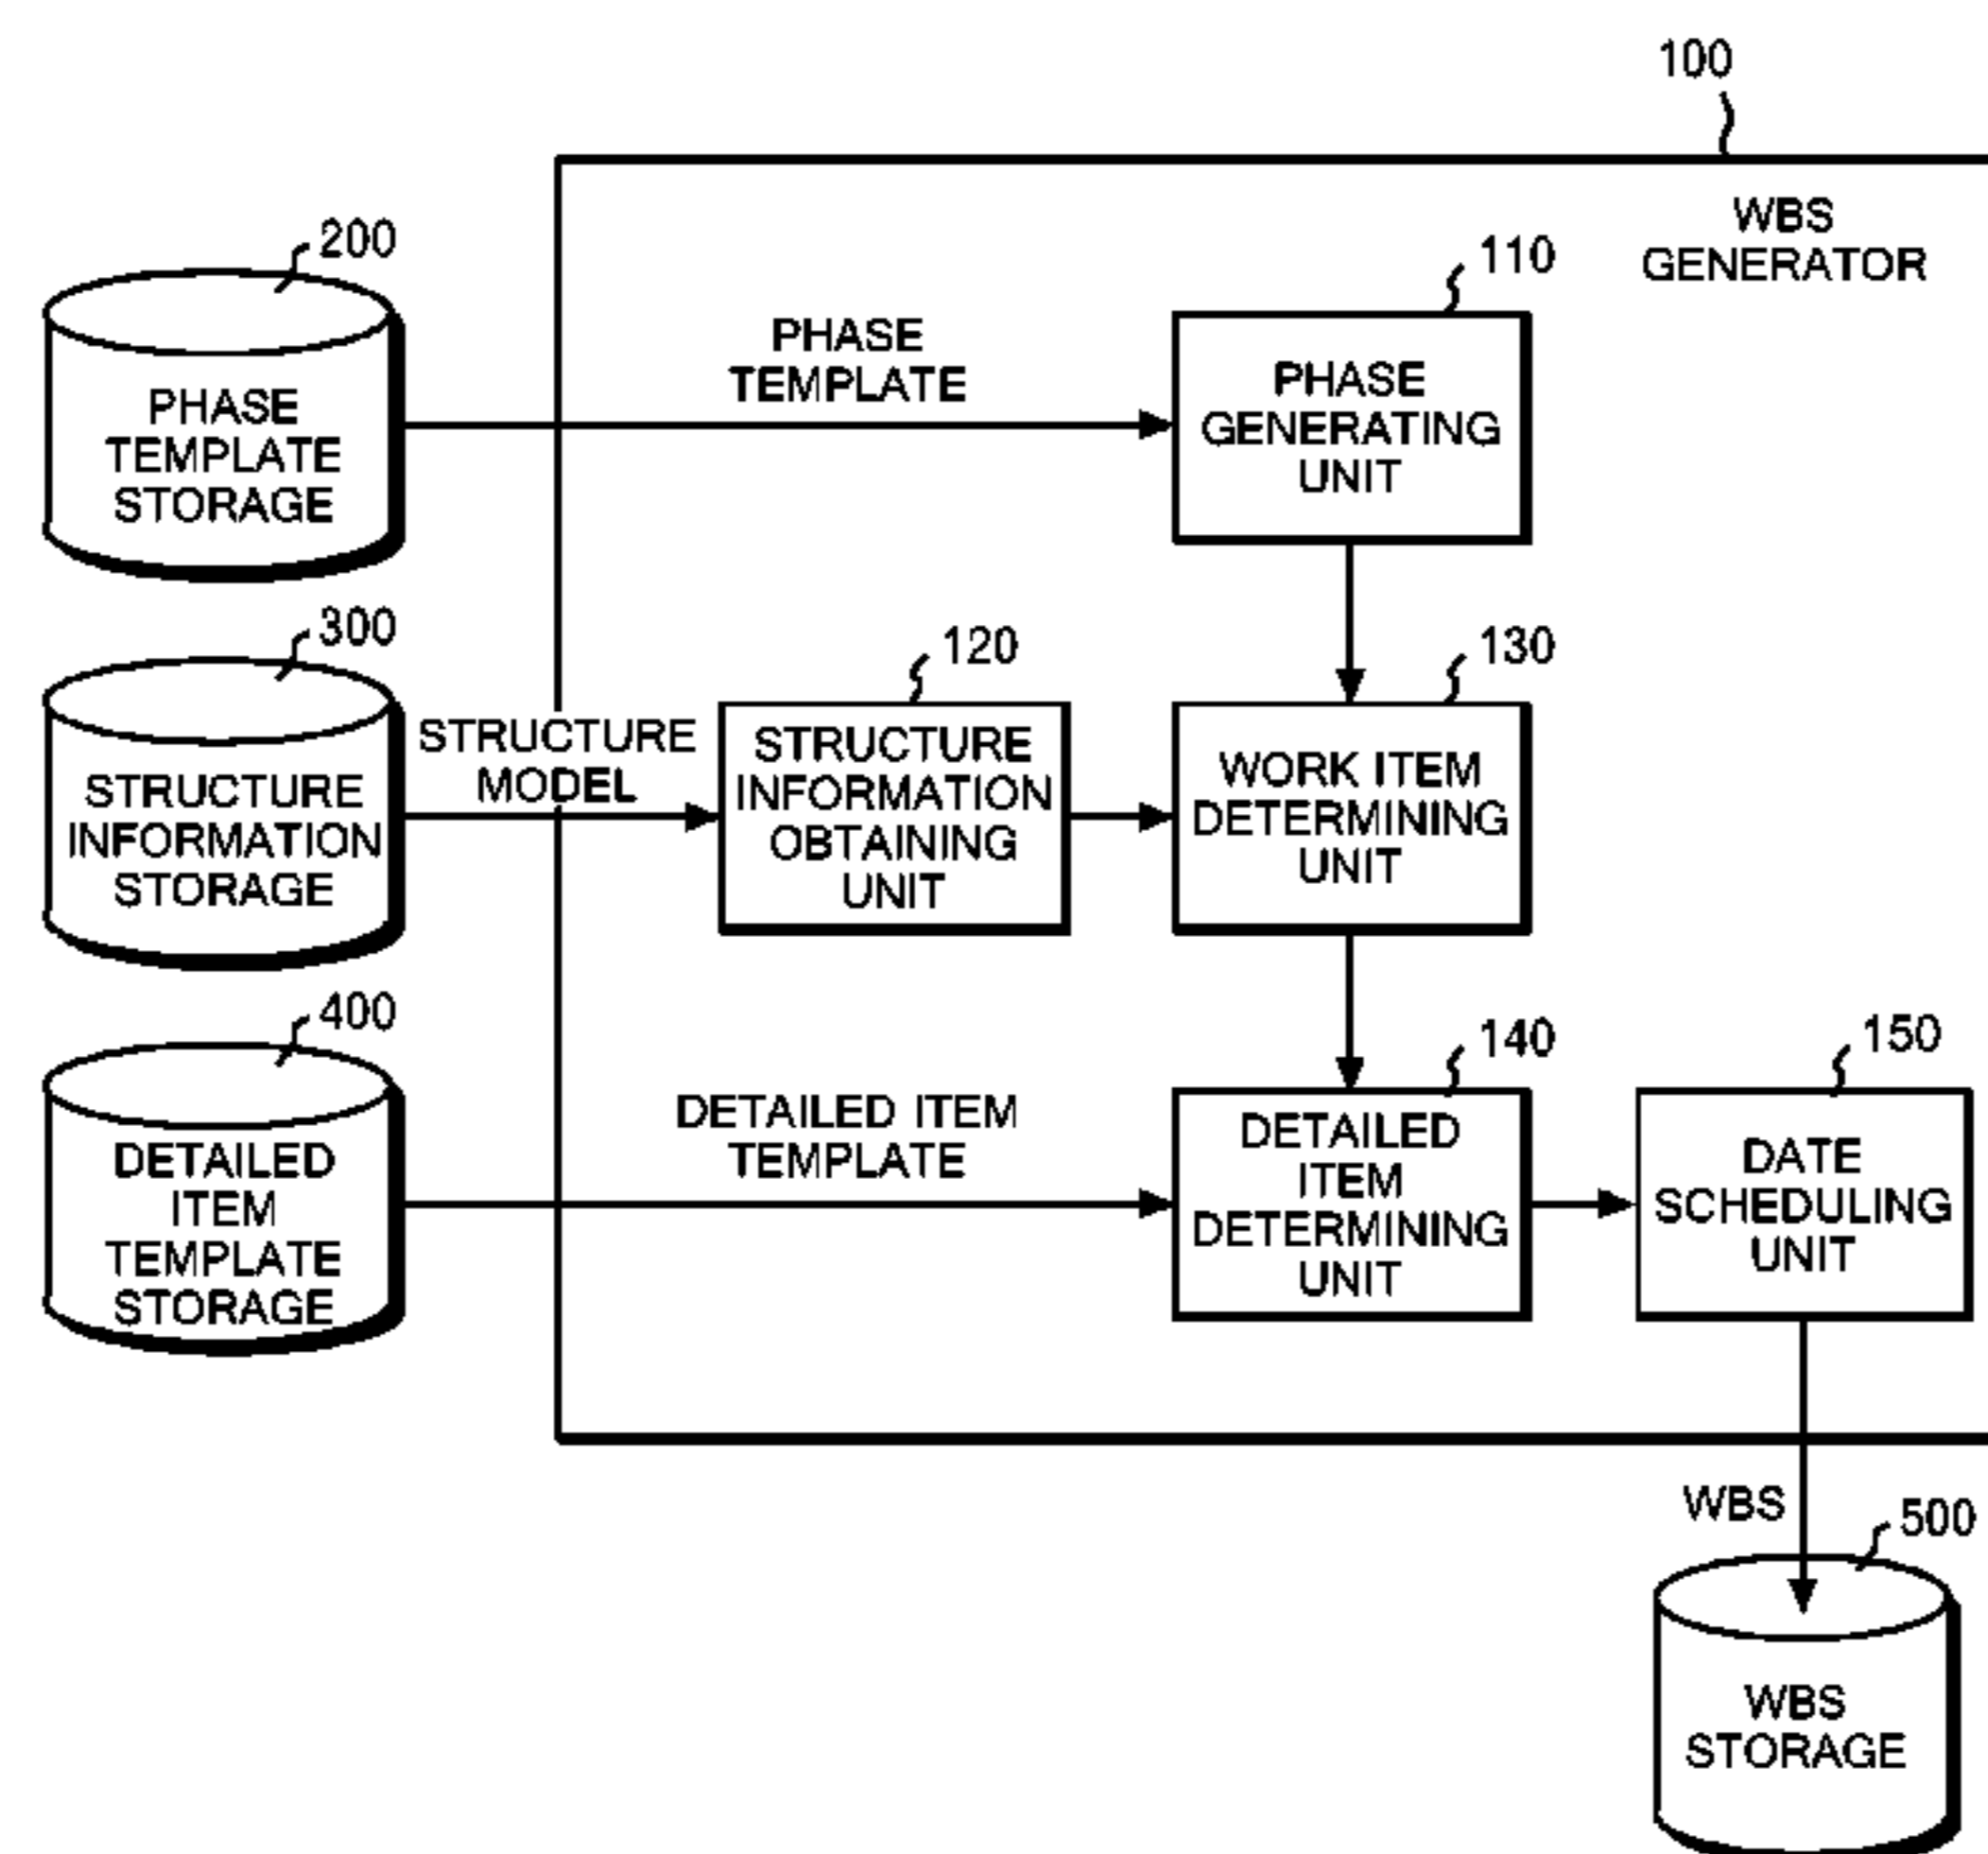 100
WBS
GENERATOR
200
PHASE
TEMPLATE
STORAGE
PHASE
TEMPLATE
110
PHASE
GENERATING
UNIT
300
STRUCTURE
INFORMATION
STORAGE
STRUCTURE
MODEL
120
STRUCTURE
INFORMATION
OBTAINING
UNIT
130
WORK ITEM
DETERMINING
UNIT
400
DETAILED
ITEM
TEMPLATE
STORAGE
DETAILED ITEM
TEMPLATE
140
DETAILED
ITEM
DETERMINING
UNIT
150
DATE
SCHEDULING
UNIT
WBS
500
WBS
STORAGE